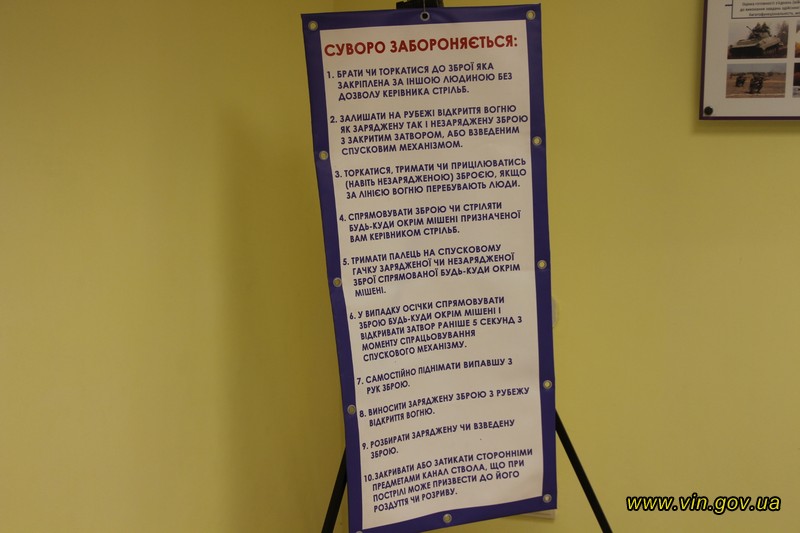 СУВОРО ЗАБОРОНЯЄТЬСЯ:
1. БРАТИ ЧИ ТОРКАТИСЯ ДО ЗБРОЇ ЯКА
ЗАКРІПЛЕНА ЗА ІНШОЮ ЛЮДИНОЮ БЕЗ
ДОЗВОЛУ КЕРІВНИКА СТРІЛЬБ.
2. ЗАЛИШАТИ НА РУБЕЖІ ВІДКРИТТЯ ВОГНЮ
ЯК ЗАРЯДЖЕНУ ТАК І НЕЗАРЯДЖЕНУ ЗБРОЮ
З ЗАКРИТИМ ЗАТВОРОМ, АБО ВЗВЕДЕНИМ
СПУСКОВИМ МЕХАНІЗМОМ.
3. ТОРКАТИСЯ, ТРИМАТИ ЧИ ПРИЦІЛЮВАТИСЬ
(НАВІТЬ НЕЗАРЯДЖЕНОЮ) ЗБРОЄЮ, ЯКЩО
ЗА ЛІНІЄЮ ВОГНЮ ПЕРЕБУВАЮТЬ ЛЮДИ.
4. СПРЯМОВУВАТИ ЗБРОЮ ЧИ СТРІЛЯТИ
БУДЬ-КУДИ ОКРІМ МІШЕНІ ПРИЗНАЧЕНОЇ
ВАМ КЕРІВНИКОМ СТРІЛЬБ.
5. ТРИМАТИ ПАЛЕЦЬ НА СПУСКОВОМУ
ГАЧКУ ЗАРЯДЖЕНОЇ ЧИ НЕЗАРЯДЖЕНОЇ
ЗБРОЇ СПРЯМОВАНОЇ БУДЬ-КУДИ ОКРІМ
МІШЕНІ.
6. У ВИПАДКУ ОСІЧКИ СПРЯМОВУВАТИ
ЗБРОЮ БУДЬ-КУДИ ОКРІМ МІШЕНІ І
ВІДКРИВАТИ ЗАТВОР РАНІШЕ 5 СЕКУНД З
МОМЕНТУ СПРАЦЬОВУВАННЯ
СПУСКОВОГО МЕХАНІЗМУ.
7. САМОСТІЙНО ПІДНІМАТИ ВИПАВШУ З
РУК ЗБРОЮ.
8. ВИНОСИТИ ЗАРЯДЖЕНУ ЗБРОЮ З РУБЕЖУ
ВІДКРИТТЯ ВОГНЮ.
9. РОЗБИРАТИ ЗАРЯДЖЕНУ ЧИ ВЗВЕДЕНУ
ЗБРОЮ.
10. ЗАКРИВАТИ АБО ЗАТИКАТИ СТОРОННІМИ
ПРЕДМЕТАМИ КАНАЛ СТВОЛА, ЩО ПРИ
ПОСТРІЛІ МОЖЕ ПРИЗВЕСТИ ДО ЙОГО
РОЗДУТТЯ ЧИ РОЗРИВУ.
www.vin.gov.ua